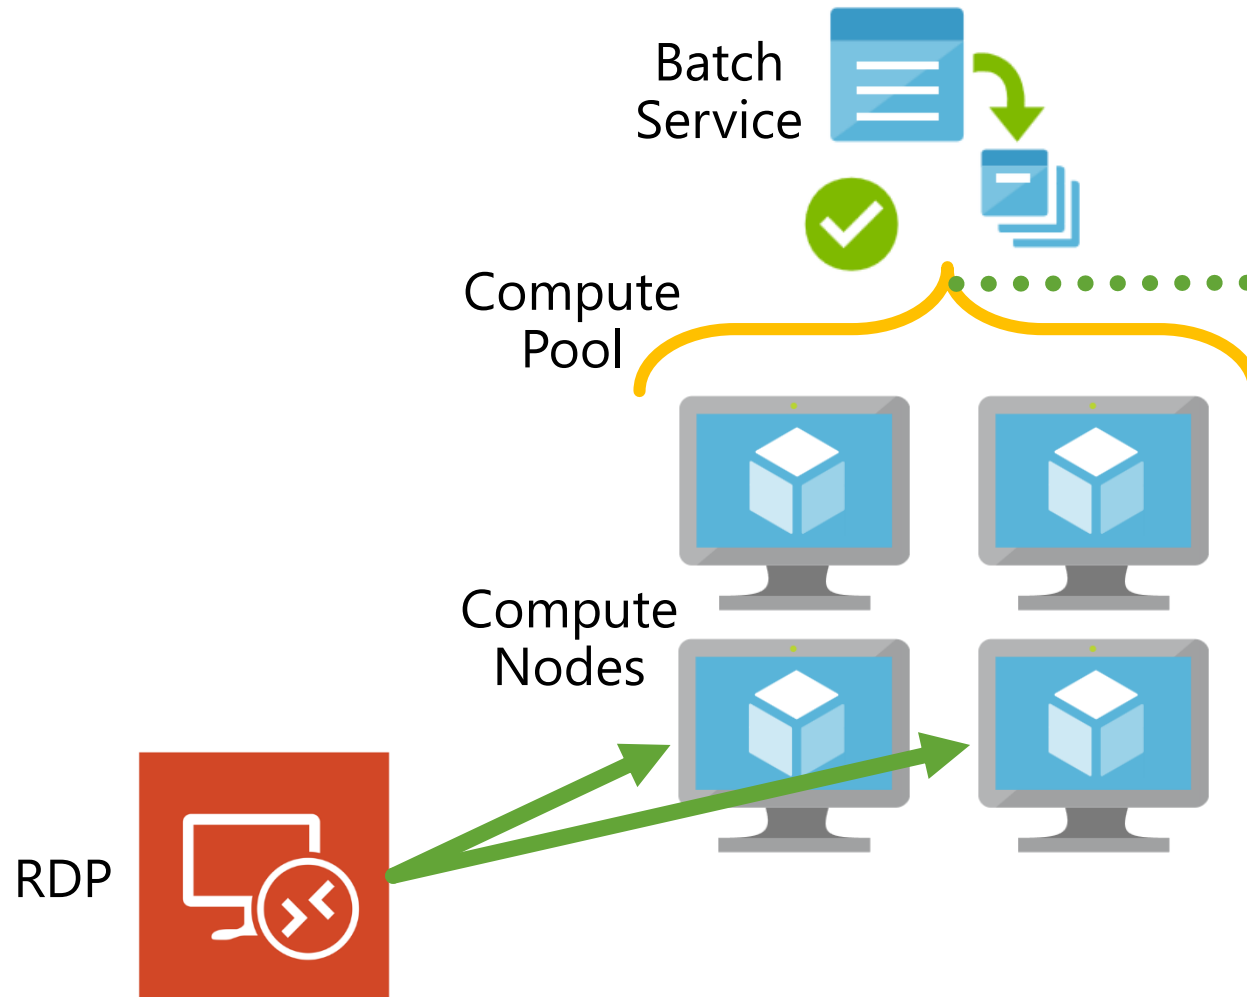 Batch
Service
Compute
Pool
Compute
Nodes
RDP